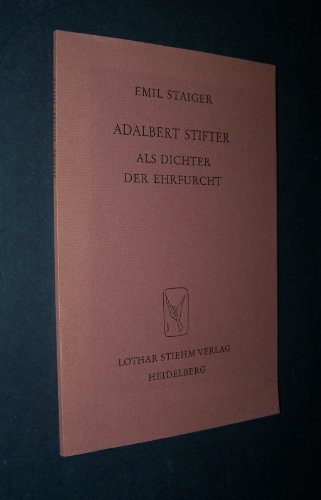 EMIL STAIGER
ADALBERT STIFTER
ALS DICHTER
DER EHRFURCHT
LOTHAR STIEHM VERLAG
HEIDELBERG